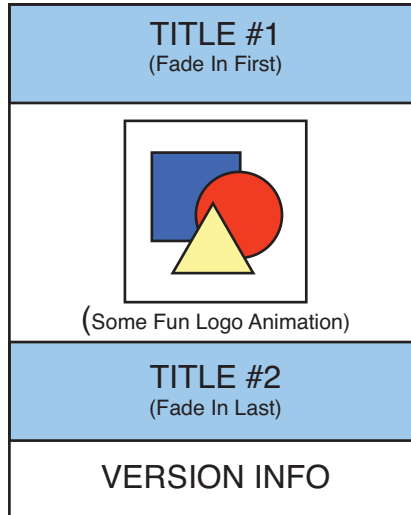 TITLE #1
(Fade In First)
(Some Fun Logo Animation)
TITLE #2
(Fade In Last)
VERSION INFO